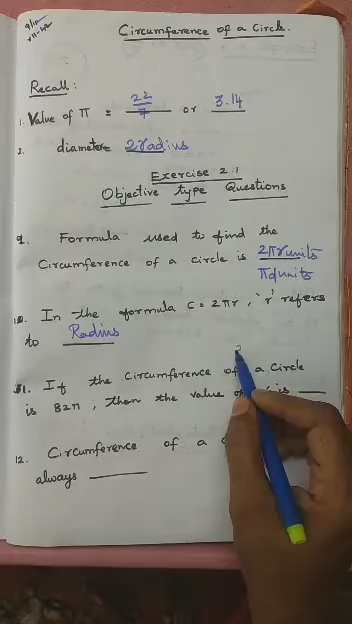 Circumference of a Circle.
Recall:
1. Value of π = 22/7 or 3.14
2. diameter 2radius
Exercise 2.1
Objective type Questions
9. Formula used to find the
Circumference of a circle is 2πr units
πd units
10. In the formula C = 2πr, 'r' refers
to Radius
11. If the circumference of a circle
is 82π, then the value of is
12. Circumference of a
always